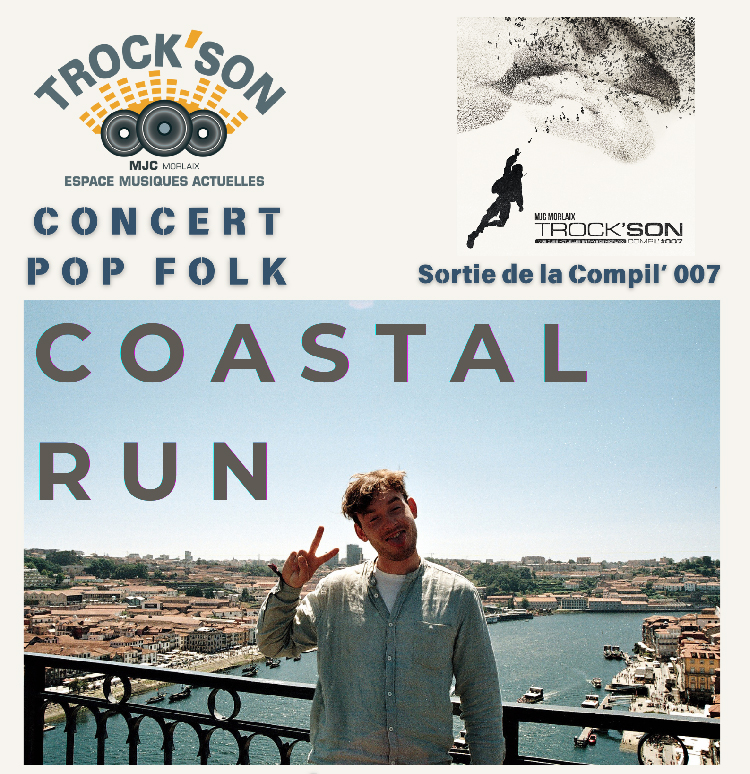 TROCK'SON
MJC MORLAIX
ESPACE MUSIQUES ACTUELLES
CONCERT
POP FOLK
MJC MORLAIX
TROCK'SON
COMPIL' #007
Sortie de la Compil' 007
COASTAL
RUN